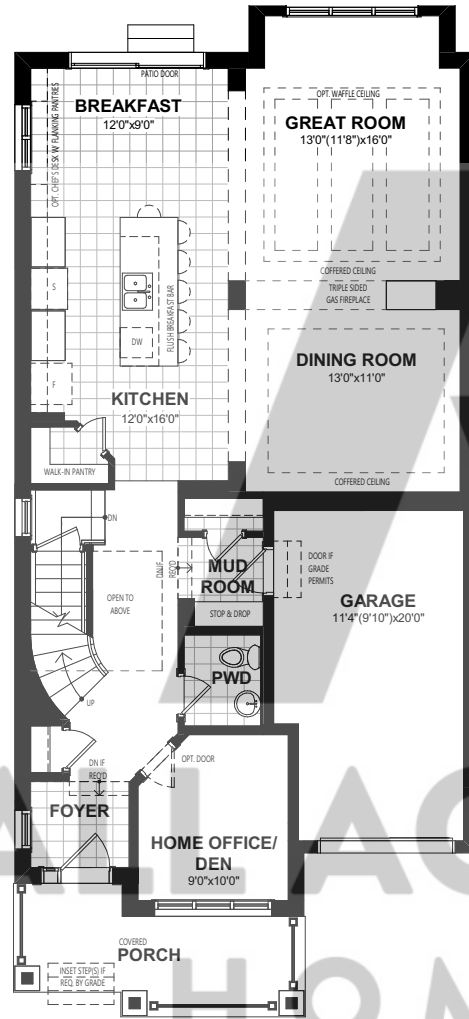 PATIO DOOR
BREAKFAST
12'0"x9'0"
OPT. CHEF'S DESK W/ FLANKING PANTRIES
OPT. WAFFLE CEILING
GREAT ROOM
13'0"(11'8")x16'0"
COFFERED CEILING
TRIPLE SIDED
GAS FIREPLACE
S
DW
FLUSH BREAKFAST BAR
F
KITCHEN
12'0"x16'0"
DINING ROOM
13'0"x11'0"
COFFERED CEILING
WALK-IN PANTRY
DN
OPEN TO
ABOVE
DN IF
REQ'D
MUD
ROOM
STOP & DROP
DOOR IF
GRADE
PERMITS
GARAGE
11'4"(9'10")x20'0"
PWD
UP
DN IF
REQ'D
OPT. DOOR
FOYER
HOME OFFICE/
DEN
9'0"x10'0"
COVERED
PORCH
INSET STEP(S) IF
REQ. BY GRADE
ALLAC
HOM